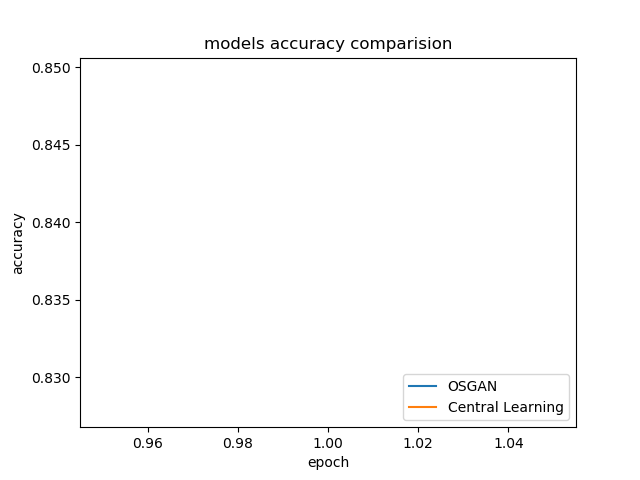 models accuracy comparision
0.850
0.845
0.840
0.835
0.830
accuracy
0.96
0.98
1.00
1.02
1.04
epoch
OSGAN
Central Learning